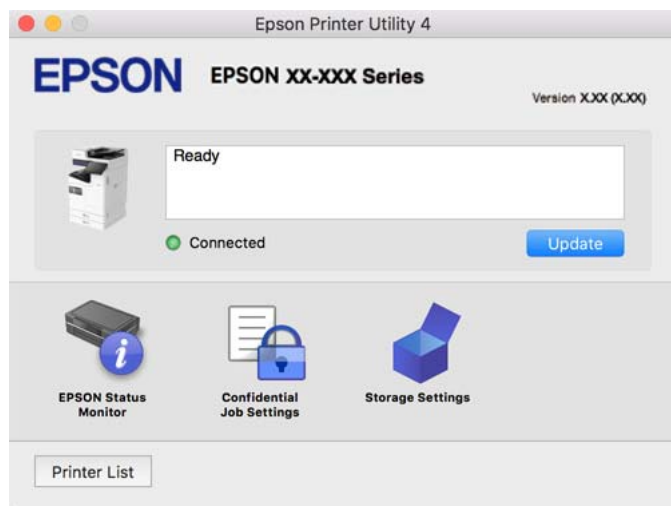 Epson Printer Utility 4
EPSON
EPSON XX-XXX Series
Version X.XX (X.XX)
Ready
Connected
Update
EPSON Status
Monitor
Confidential
Job Settings
Storage Settings
Printer List